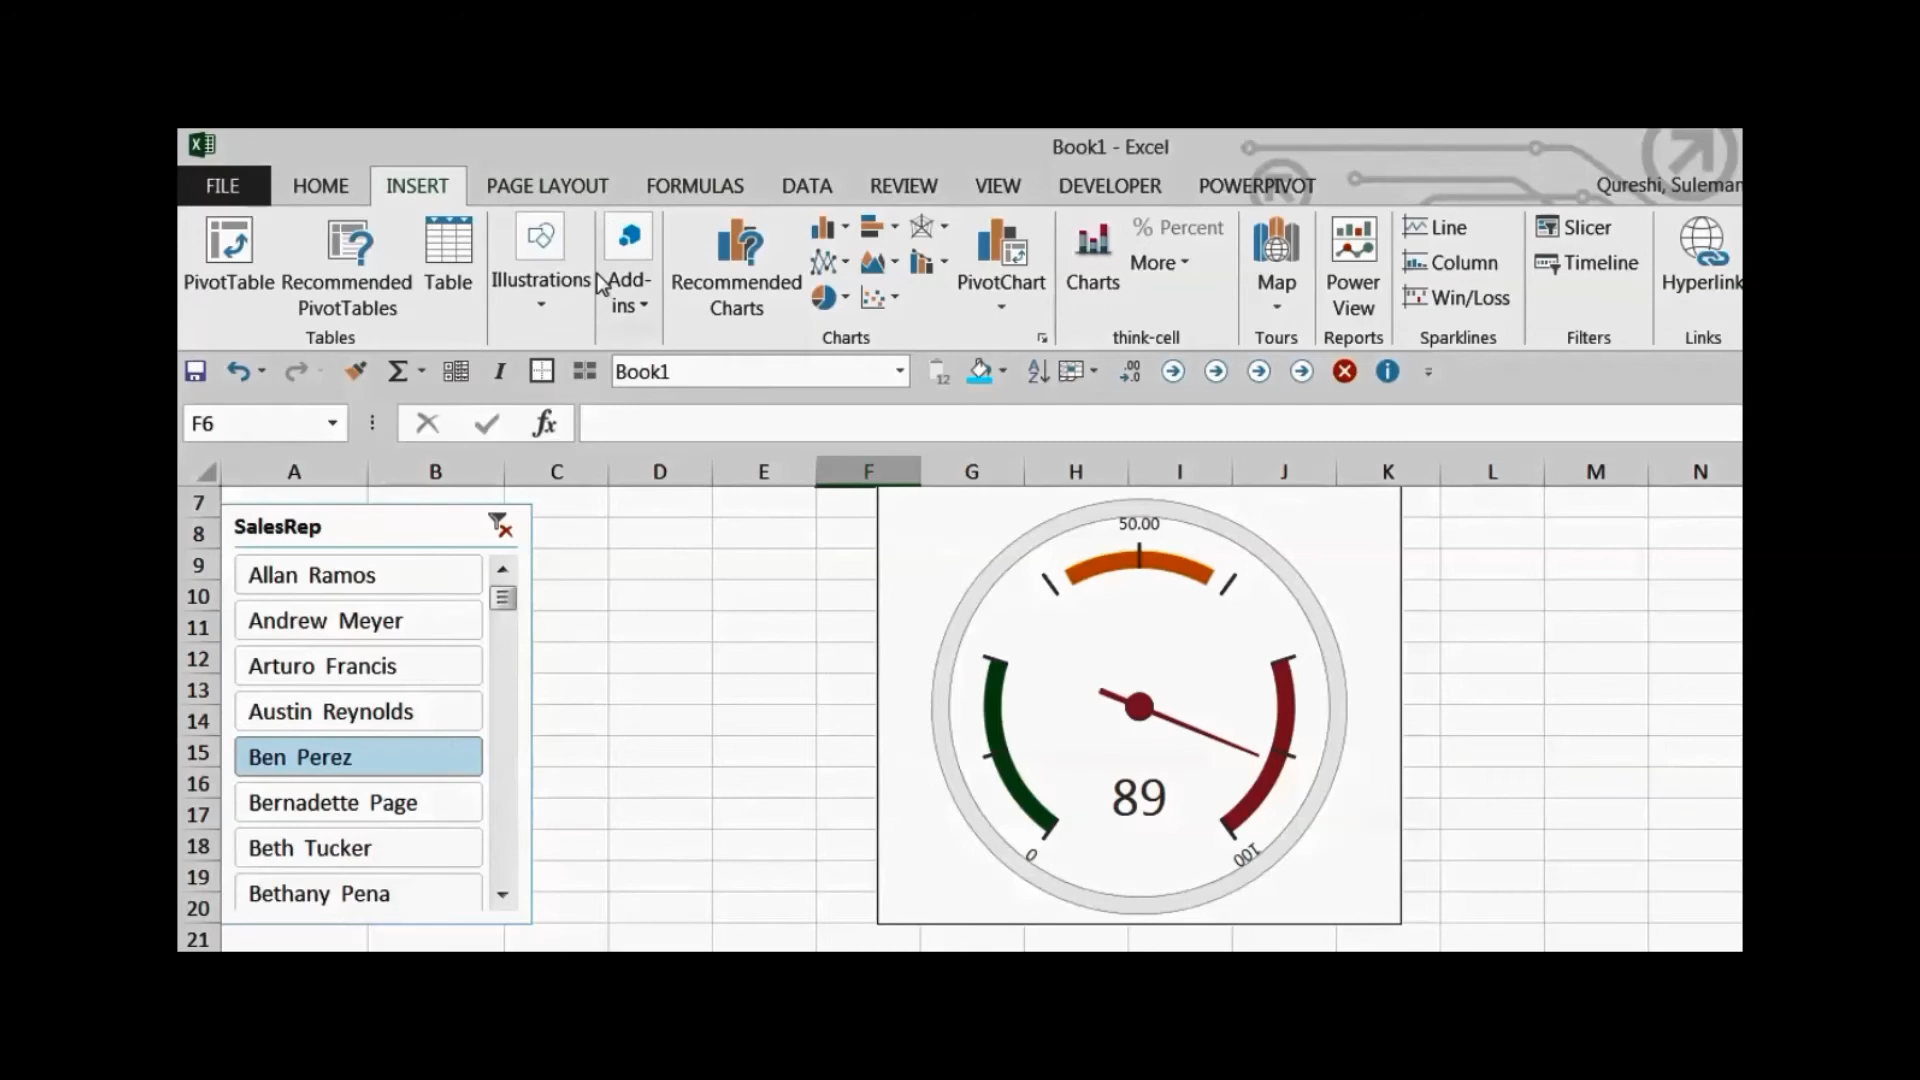 Book1 - Excel
FILE HOME INSERT PAGE LAYOUT FORMULAS DATA REVIEW VIEW DEVELOPER POWERPIVOT Qureshi, Suleman
PivotTable
Recommended
PivotTables
Table
Tables
Illustrations
Add-
ins
Recommended
Charts
PivotChart
Charts
Charts
% Percent
More
think-cell
Map
Tours
Power
View
Reports
Line
Column
Win/Loss
Sparklines
Slicer
Timeline
Filters
Hyperlink
Links
Book1
F6
fx
A B C D E F G H I J K L M N
7
8
9
10
11
12
13
14
15
16
17
18
19
20
21
SalesRep
Allan Ramos
Andrew Meyer
Arturo Francis
Austin Reynolds
Ben Perez
Bernadette Page
Beth Tucker
Bethany Pena
50.00
89
0
100